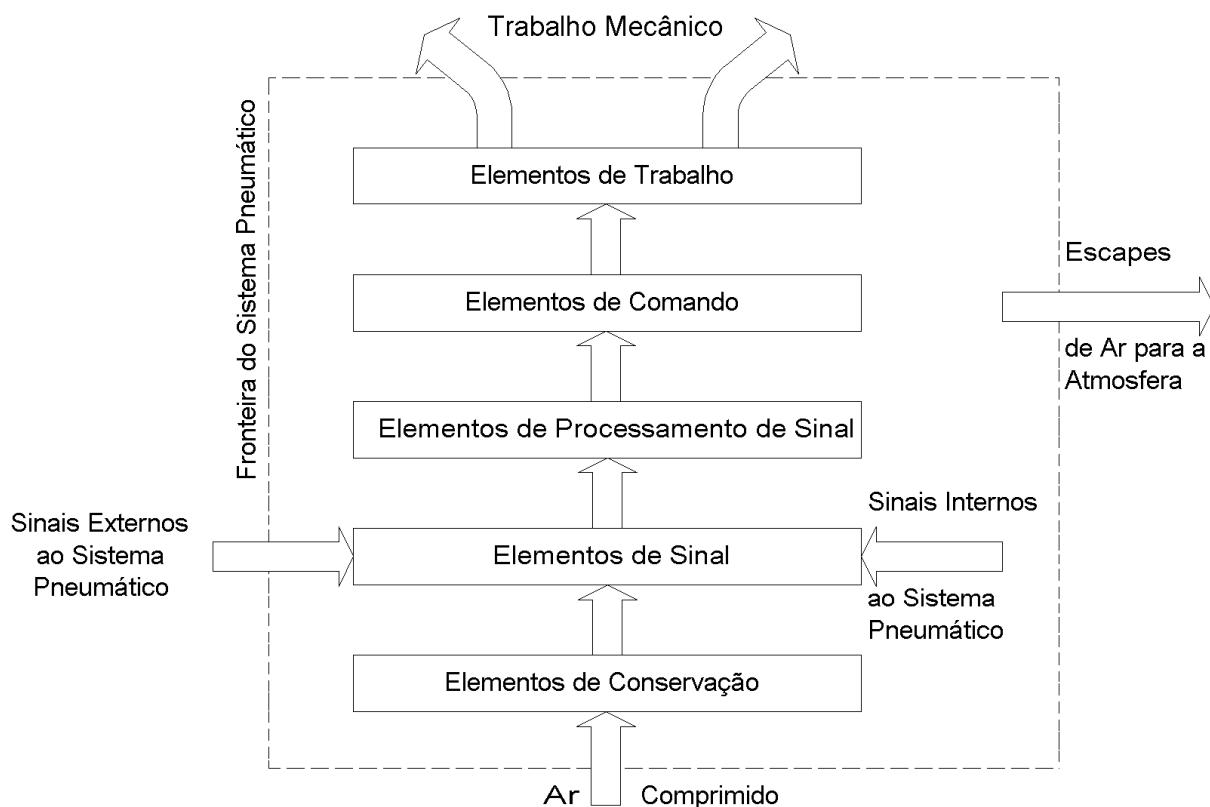 Trabalho Mecânico
Fronteira do Sistema Pneumático
Elementos de Trabalho
Elementos de Comando
Escapes
de Ar para a
Atmosfera
Elementos de Processamento de Sinal
Sinais Externos
ao Sistema
Pneumático
Elementos de Sinal
Sinais Internos
ao Sistema
Pneumático
Elementos de Conservação
Ar Comprimido